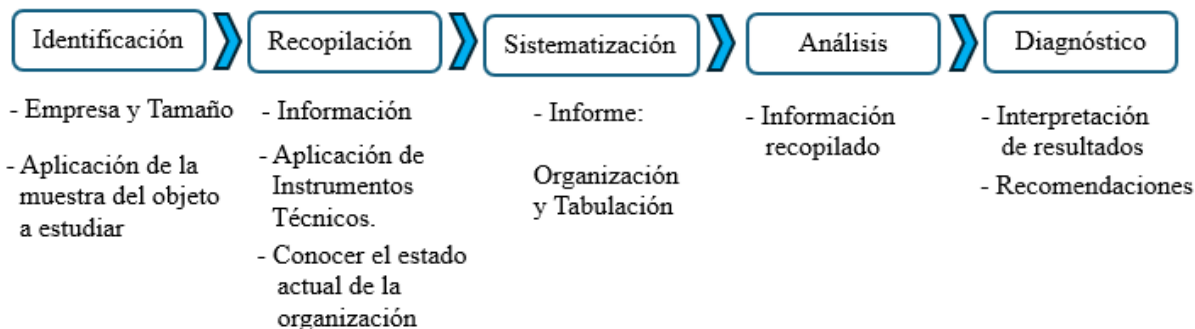 Identificación
Recopilación
Sistematización
Análisis
Diagnóstico
- Empresa y Tamaño
- Aplicación de la
muestra del objeto
a estudiar
- Información
- Aplicación de
Instrumentos
Técnicos.
- Conocer el estado
actual de la
organización
- Informe:
Organización
y Tabulación
- Información
recopilado
- Interpretación
de resultados
- Recomendaciones